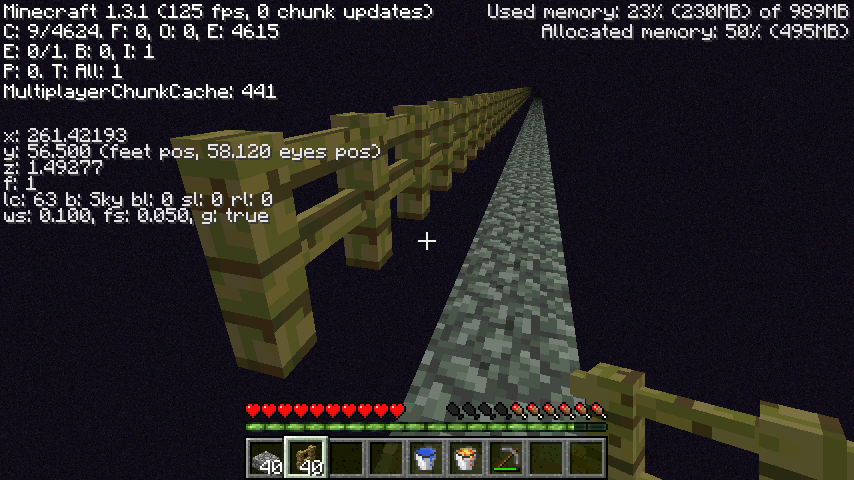 Minecraft 1.3.1 (125 fps, 0 chunk updates)
C: 9/4624. F: 0, O: 0, E: 4615
E: 0/1. B: 0, I: 1
P: 0. T: All: 1
MultiplayerChunkCache: 441
Used memory: 23% (230MB) of 989MB
Allocated memory: 50% (495MB)
x: 261.42193
y: 56.500 (feet pos, 58.120 eyes pos)
z: 1.49277
f: 1
lc: 63 b: Sky bl: 0 sl: 0 rl: 0
ws: 0.100, fs: 0.050, g: true
40
40